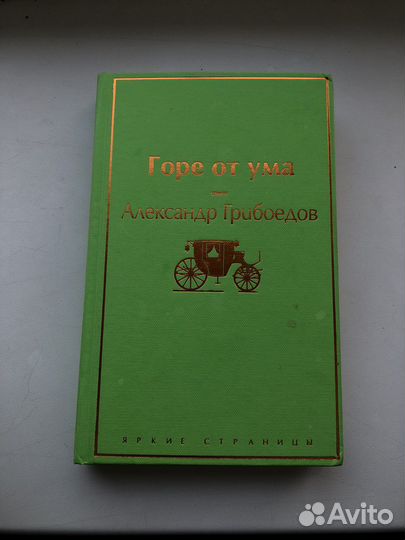 Горе от ума
Александр Грибоедов
ЯРКИЕ СТРАНИЦЫ
Avito